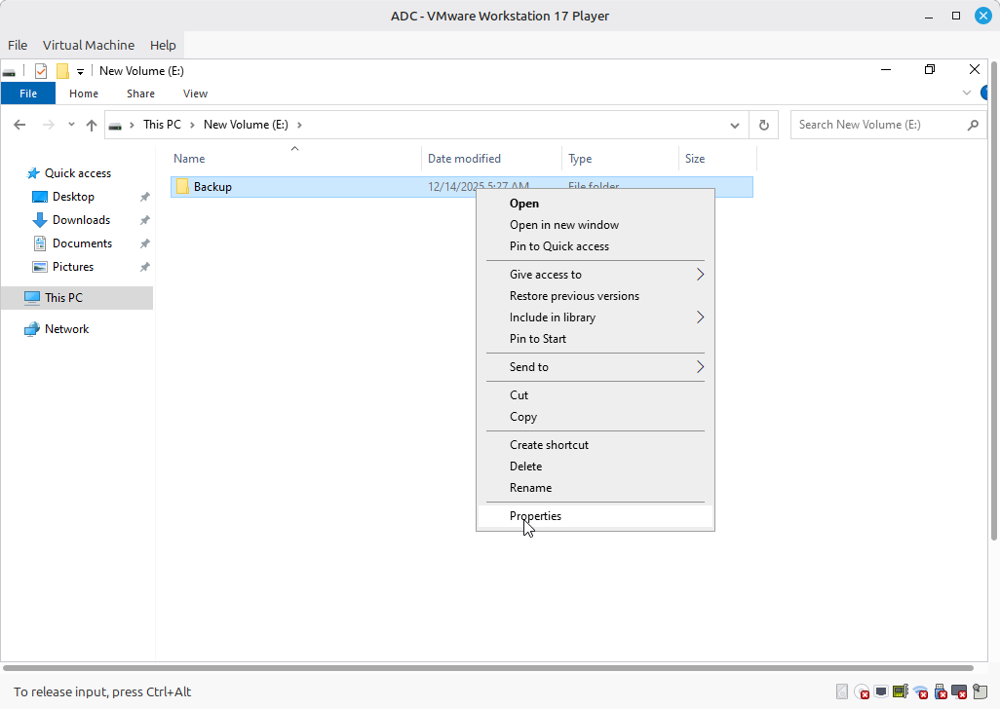 ADC - VMware Workstation 17 Player
File Virtual Machine Help
New Volume (E:)
File Home Share View
This PC New Volume (E:)
Search New Volume (E:)
Name Date modified Type Size
Quick access
Backup 12/14/2025 5:27 AM File folder
Desktop
Downloads
Documents
Pictures
This PC
Network
Open
Open in new window
Pin to Quick access
Give access to
Restore previous versions
Include in library
Pin to Start
Send to
Cut
Copy
Create shortcut
Delete
Rename
Properties
To release input, press Ctrl+Alt